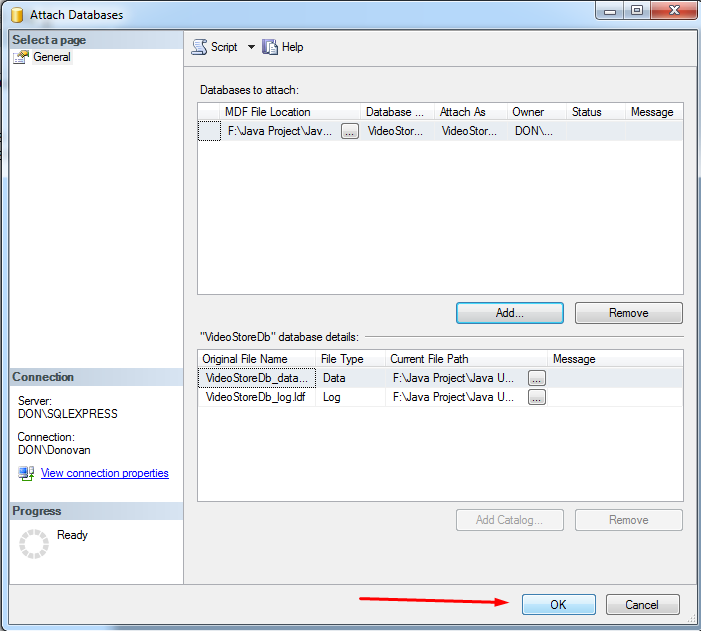 Attach Databases
Select a page
General
Script Help
Databases to attach:
MDF File Location Database ... Attach As Owner Status Message
F:\Java Project\Jav... ... VideoStor... VideoStor... DON\...
Add... Remove
"VideoStoreDb" database details:
Original File Name File Type Current File Path Message
VideoStoreDb_data... Data F:\Java Project\Java U... ...
VideoStoreDb_log.ldf Log F:\Java Project\Java U... ...
Connection
Server:
DON\SQLEXPRESS
Connection:
DON\Donovan
View connection properties
Progress
Ready
Add Catalog... Remove
OK Cancel